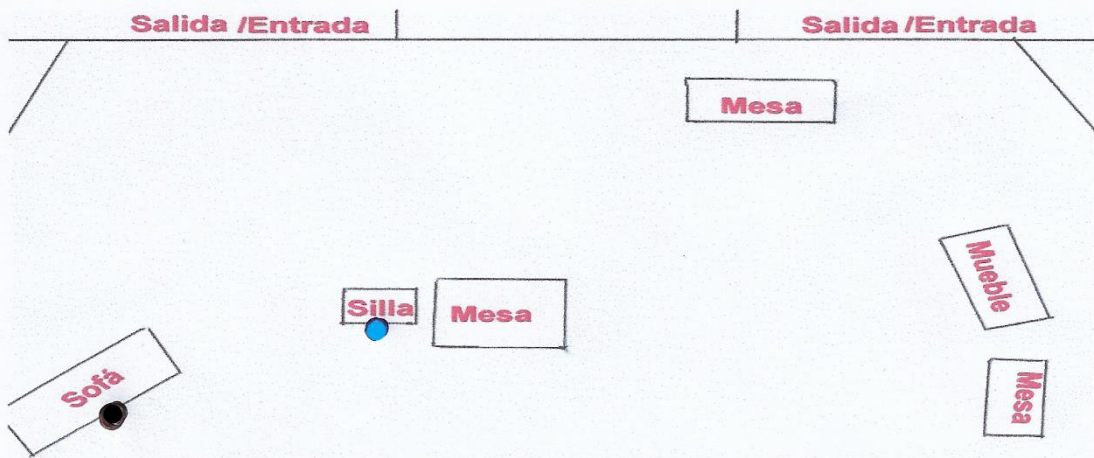 Salida /Entrada
Salida /Entrada
Mesa
Mueble
Silla
Mesa
Sofá
Mesa